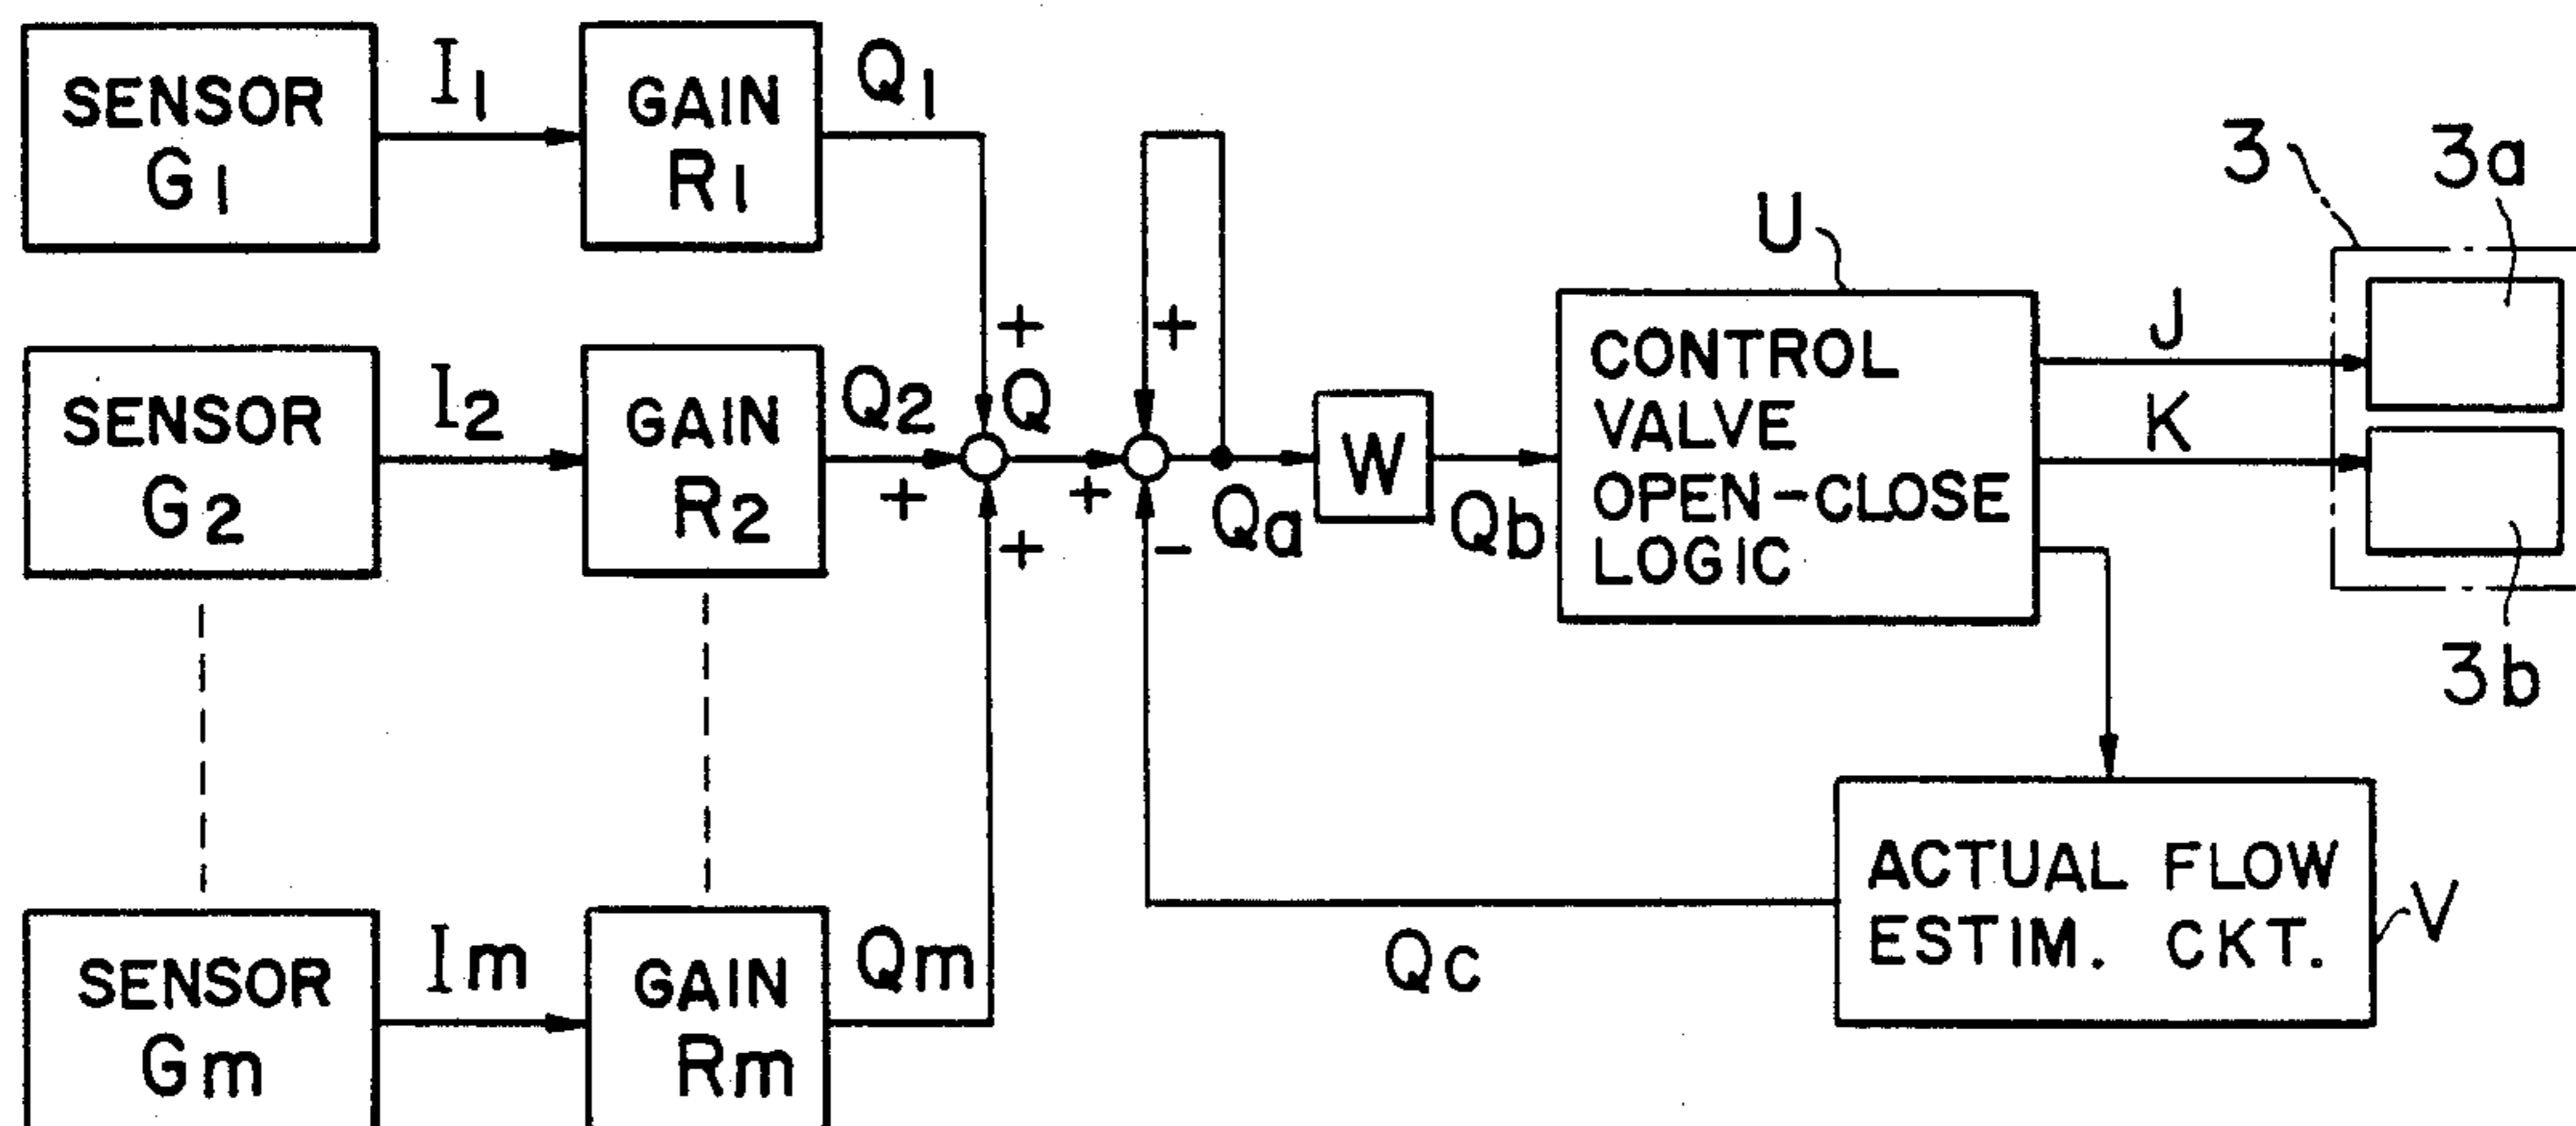 SENSOR
G1
I1
GAIN
R1
Q1
+
SENSOR
G2
I2
GAIN
R2
Q2
+
Q
+
+
+
-
Qa
W
Qb
U
CONTROL
VALVE
OPEN-CLOSE
LOGIC
J
K
3
3a
3b
SENSOR
Gm
Im
GAIN
Rm
Qm
Qc
ACTUAL FLOW
ESTIM. CKT.
V